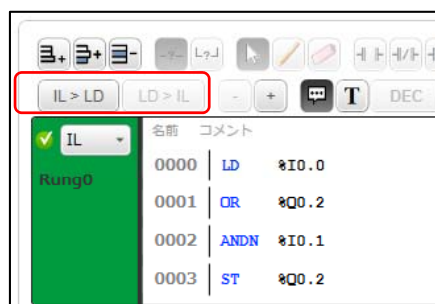 IL > LD LD > IL - + T DEC
IL 名前 コメント
Rung0
0000 LD %I0.0
0001 OR %Q0.2
0002 ANDN %I0.1
0003 ST %Q0.2